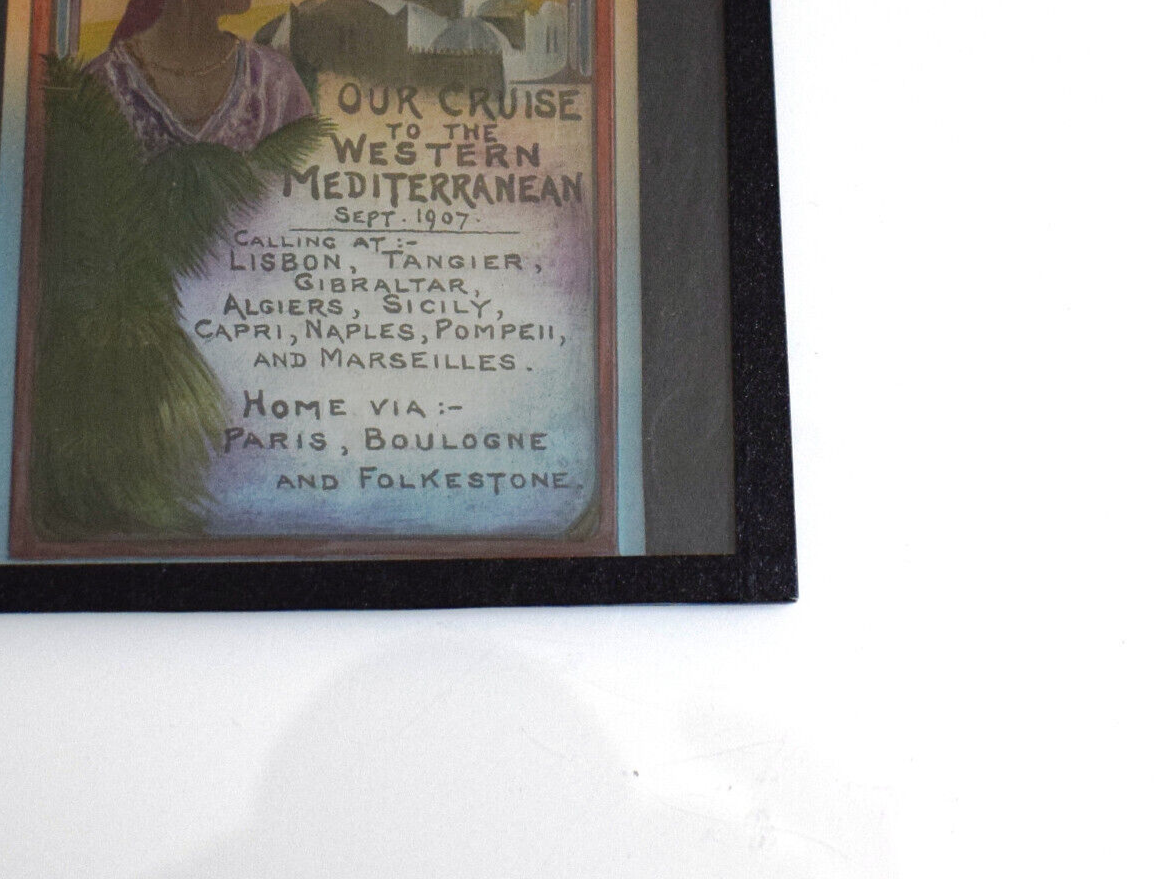 OUR CRUISE
TO THE
WESTERN
MEDITERRANEAN
SEPT. 1907.
CALLING AT :-
LISBON, TANGIER,
GIBRALTAR,
ALGIERS, SICILY,
CAPRI, NAPLES, POMPEII,
AND MARSEILLES.
HOME VIA :-
PARIS, BOULOGNE
AND FOLKESTONE.